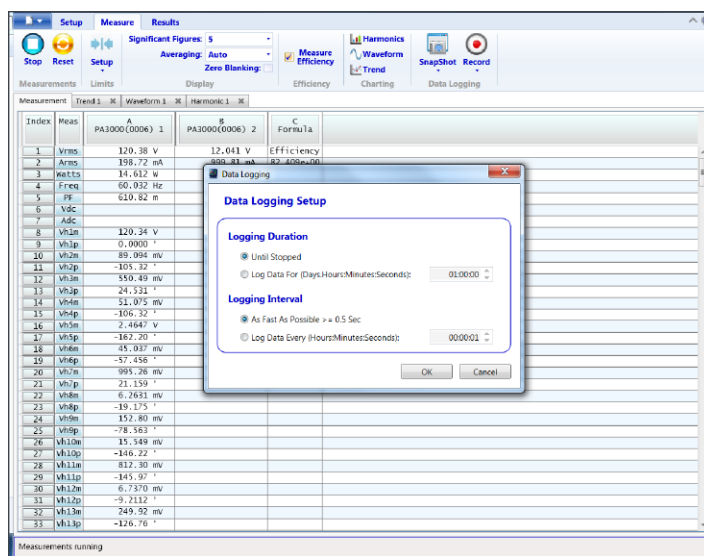 Setup Measure Results
Stop Reset Setup
Significant Figures: 5
Averaging: Auto
Zero Blanking:
Measure Efficiency
Harmonics
Waveform
Trend
SnapShot Record
Measurements Limits Display Efficiency Charting Data Logging
Measurement Trend 1 Waveform 1 Harmonic 1
Index Meas A PA3000(0006) 1 B PA3000(0006) 2 C Formula
1 Vrms 120.38 V 12.041 V Efficiency
2 Arms 198.72 mA 999.81 mA 82.409e+00
3 Watts 14.612 W
4 Freq 60.032 Hz
5 PF 610.82 m
6 Vdc
7 Adc
8 Vh1m 120.34 V
9 Vh1p 0.0000 °
10 Vh2m 89.094 mV
11 Vh2p -105.32 °
12 Vh3m 550.49 mV
13 Vh3p 24.531 °
14 Vh4m 51.075 mV
15 Vh4p -106.32 °
16 Vh5m 2.4647 V
17 Vh5p -162.20 °
18 Vh6m 45.037 mV
19 Vh6p -57.456 °
20 Vh7m 995.26 mV
21 Vh7p 21.159 °
22 Vh8m 6.2631 mV
23 Vh8p -19.175 °
24 Vh9m 152.80 mV
25 Vh9p -78.563 °
26 Vh10m 15.549 mV
27 Vh10p -146.22 °
28 Vh11m 812.30 mV
29 Vh11p -145.97 °
30 Vh12m 6.7370 mV
31 Vh12p -9.2112 °
32 Vh13m 249.92 mV
33 Vh13p -126.76 °
Data Logging
Data Logging Setup
Logging Duration
Until Stopped
Log Data For (Days.Hours:Minutes:Seconds): 01:00:00
Logging Interval
As Fast As Possible >= 0.5 Sec
Log Data Every (Hours:Minutes:Seconds): 00:00:01
OK Cancel
Measurements running